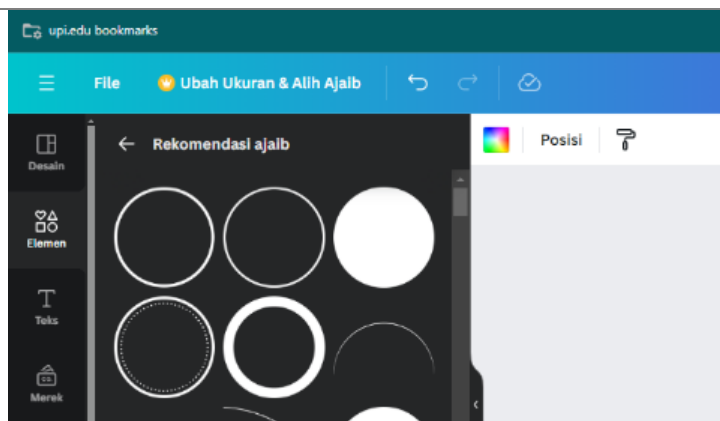 upi.edu bookmarks
File
Ubah Ukuran & Alih Ajaib
Desain
Rekomendasi ajaib
Posisi
Elemen
Teks
Merek